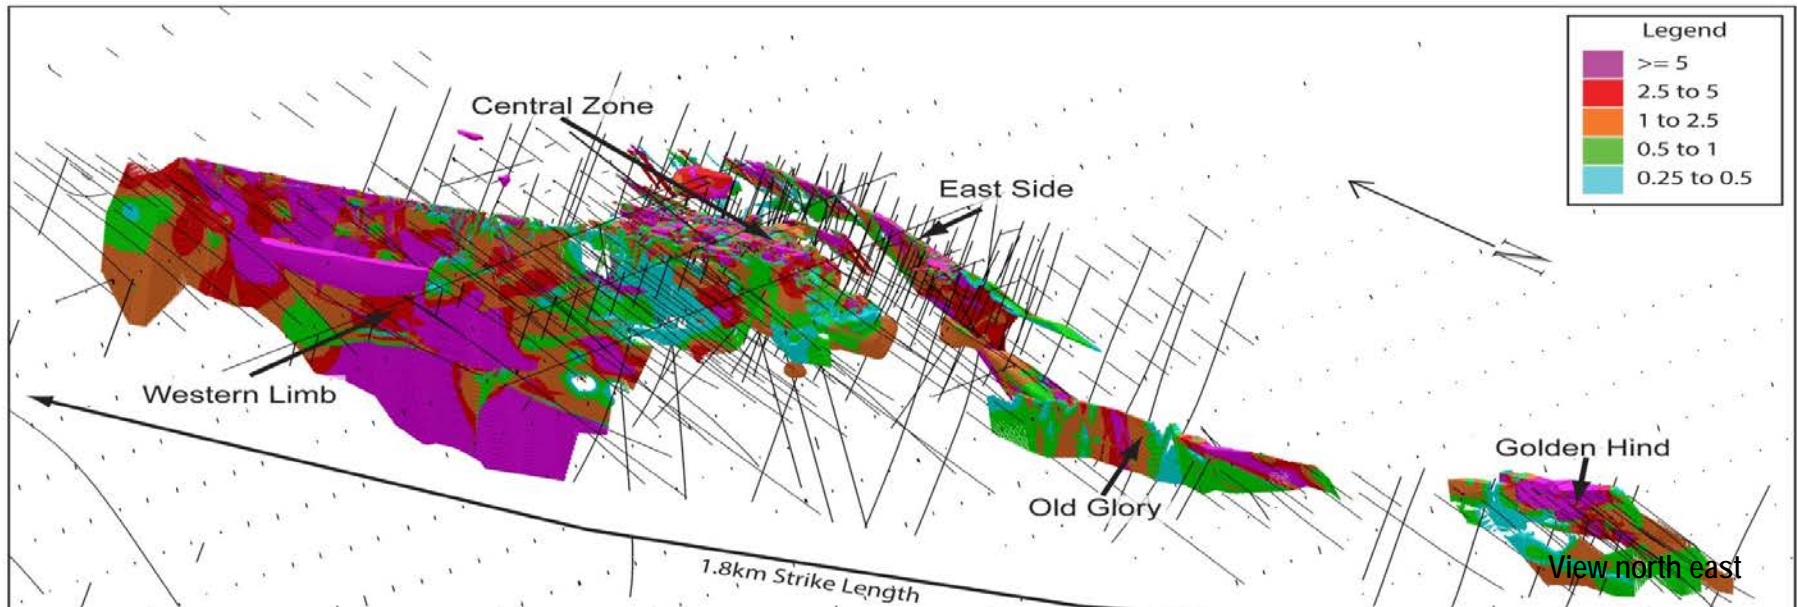 Legend
>= 5
2.5 to 5
1 to 2.5
0.5 to 1
0.25 to 0.5
Central Zone
East Side
N
Western Limb
Golden Hind
Old Glory
View north east
1.8km Strike Length